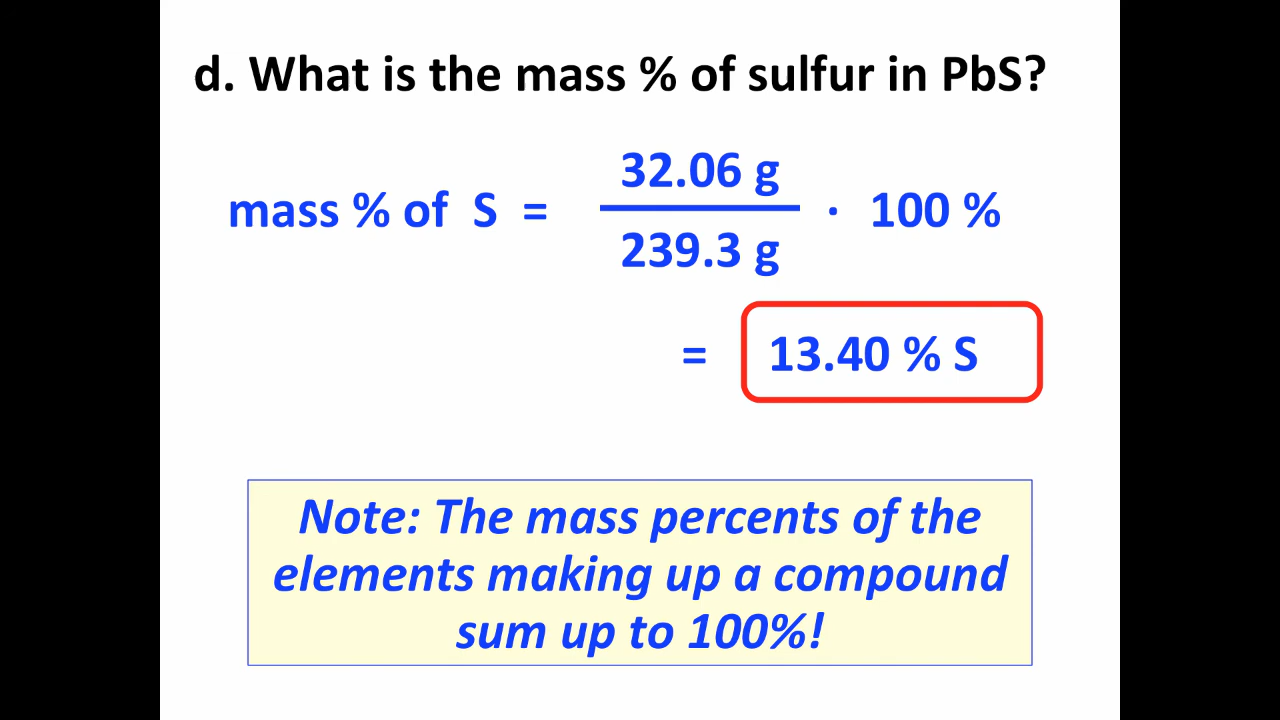 d. What is the mass % of sulfur in PbS?
32.06 g
mass % of S = · 100 %
239.3 g
= 13.40 % S
Note: The mass percents of the
elements making up a compound
sum up to 100%!